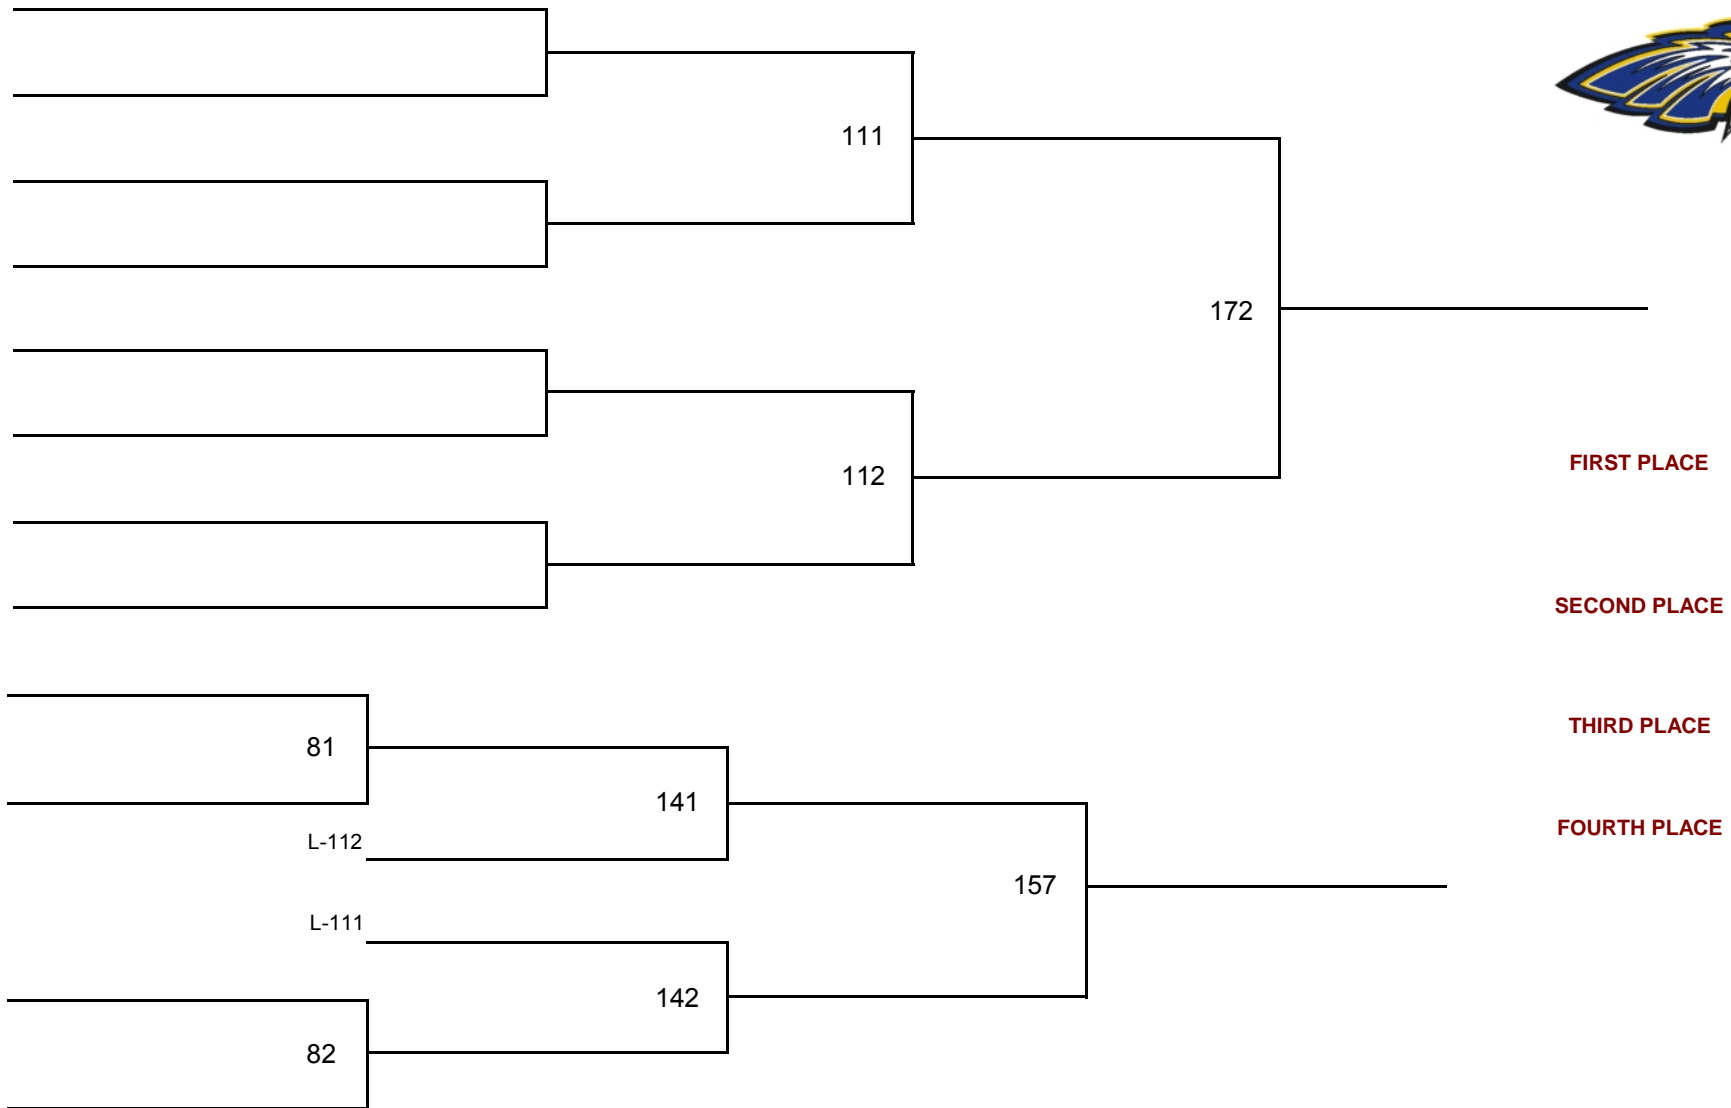 111
172
112
FIRST PLACE
SECOND PLACE
THIRD PLACE
81
141
L-112
FOURTH PLACE
157
L-111
142
82